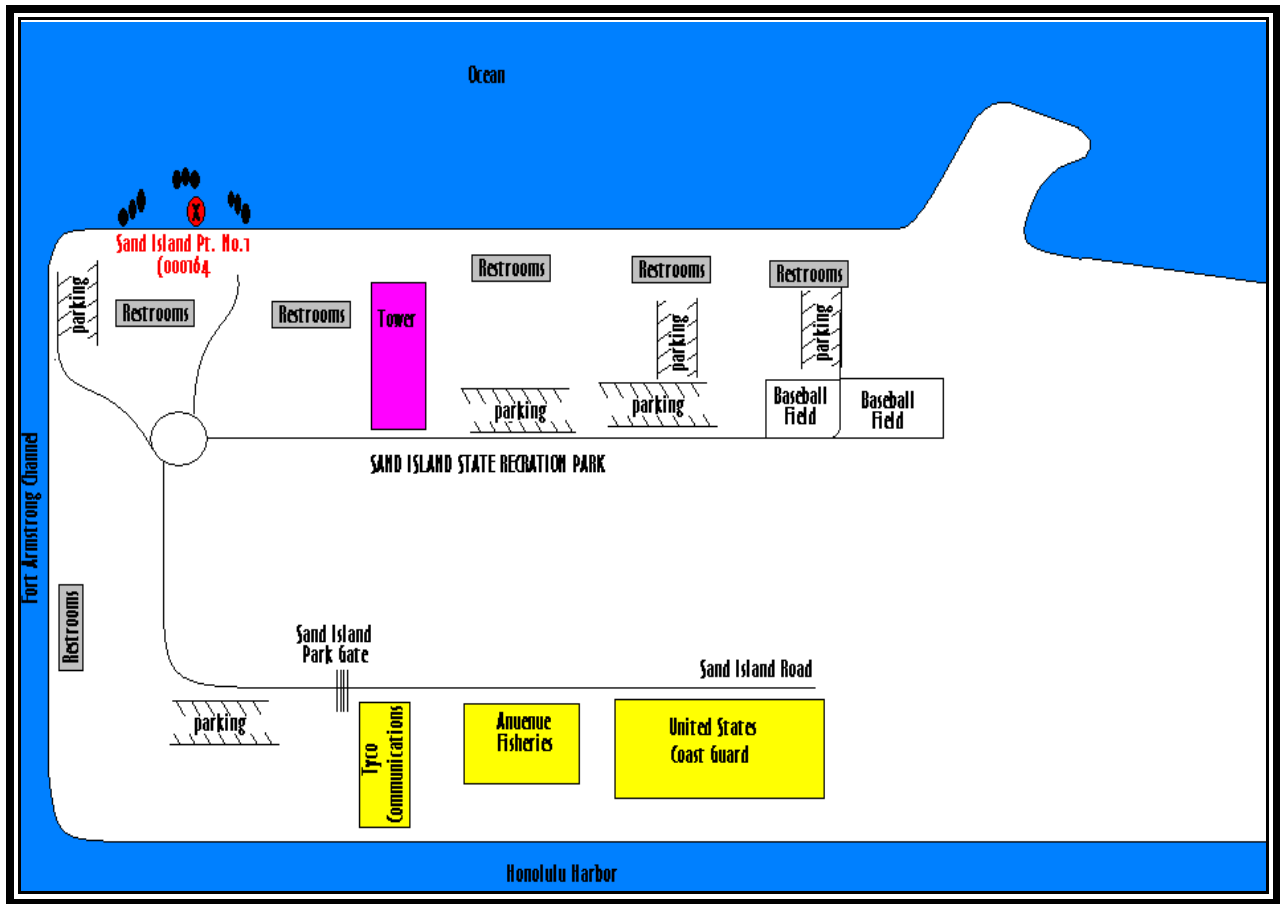 Ocean
Sand Island Pt. No.1
Restrooms
Restrooms
Restrooms
Restrooms
Restrooms
parking
Tower
parking
parking
parking
parking
Baseball
Field
Baseball
Field
SAND ISLAND STATE RECRATION PARK
Fort Armstrong Channel
Restrooms
Sand Island
Park Gate
Sand Island Road
parking
Tyco
Communications
Anuenue
Fisheries
United States
Coast Guard
Honolulu Harbor